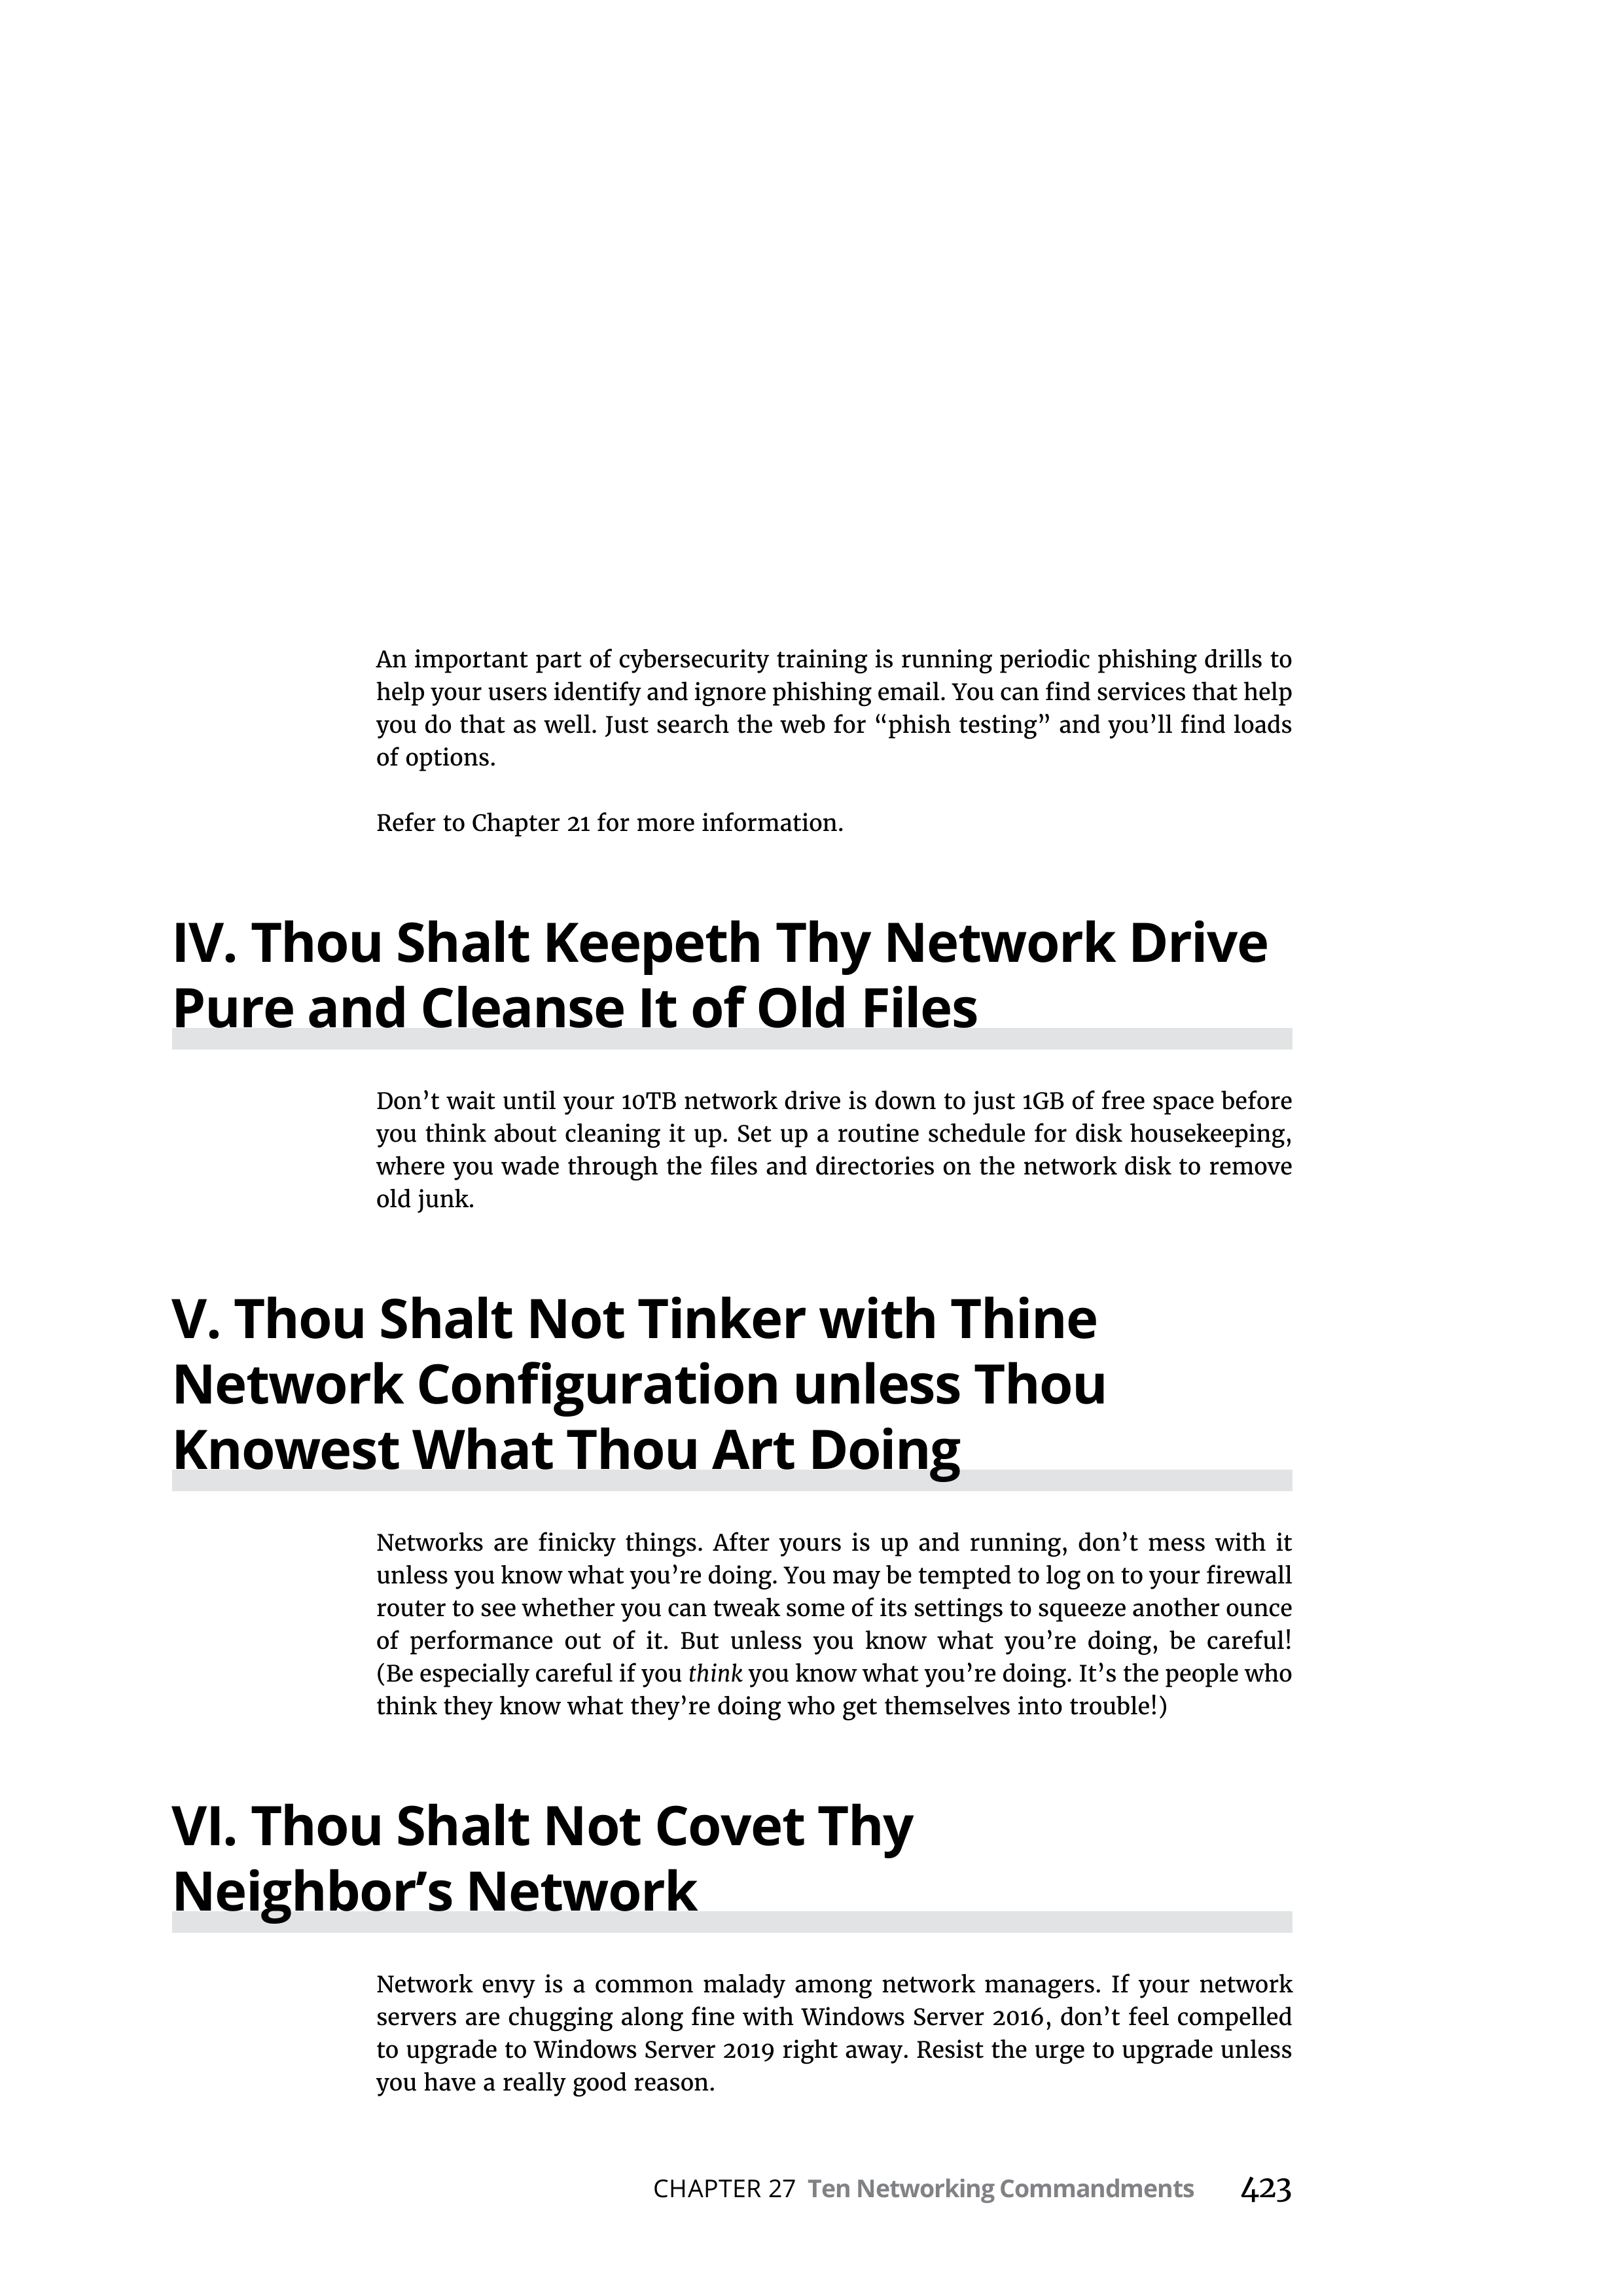 An important part of cybersecurity training is running periodic phishing drills to
help your users identify and ignore phishing email. You can find services that help
you do that as well. Just search the web for “phish testing” and you’ll find loads
of options.
Refer to Chapter 21 for more information.
IV. Thou Shalt Keepeth Thy Network Drive
Pure and Cleanse It of Old Files
Don’t wait until your 10TB network drive is down to just 1GB of free space before
you think about cleaning it up. Set up a routine schedule for disk housekeeping,
where you wade through the files and directories on the network disk to remove
old junk.
V. Thou Shalt Not Tinker with Thine
Network Configuration unless Thou
Knowest What Thou Art Doing
Networks are finicky things. After yours is up and running, don’t mess with it
unless you know what you’re doing. You may be tempted to log on to your firewall
router to see whether you can tweak some of its settings to squeeze another ounce
of performance out of it. But unless you know what you’re doing, be careful!
(Be especially careful if you think you know what you’re doing. It’s the people who
think they know what they’re doing who get themselves into trouble!)
VI. Thou Shalt Not Covet Thy
Neighbor’s Network
Network envy is a common malady among network managers. If your network
servers are chugging along fine with Windows Server 2016, don’t feel compelled
to upgrade to Windows Server 2019 right away. Resist the urge to upgrade unless
you have a really good reason.
CHAPTER 27 Ten Networking Commandments 423